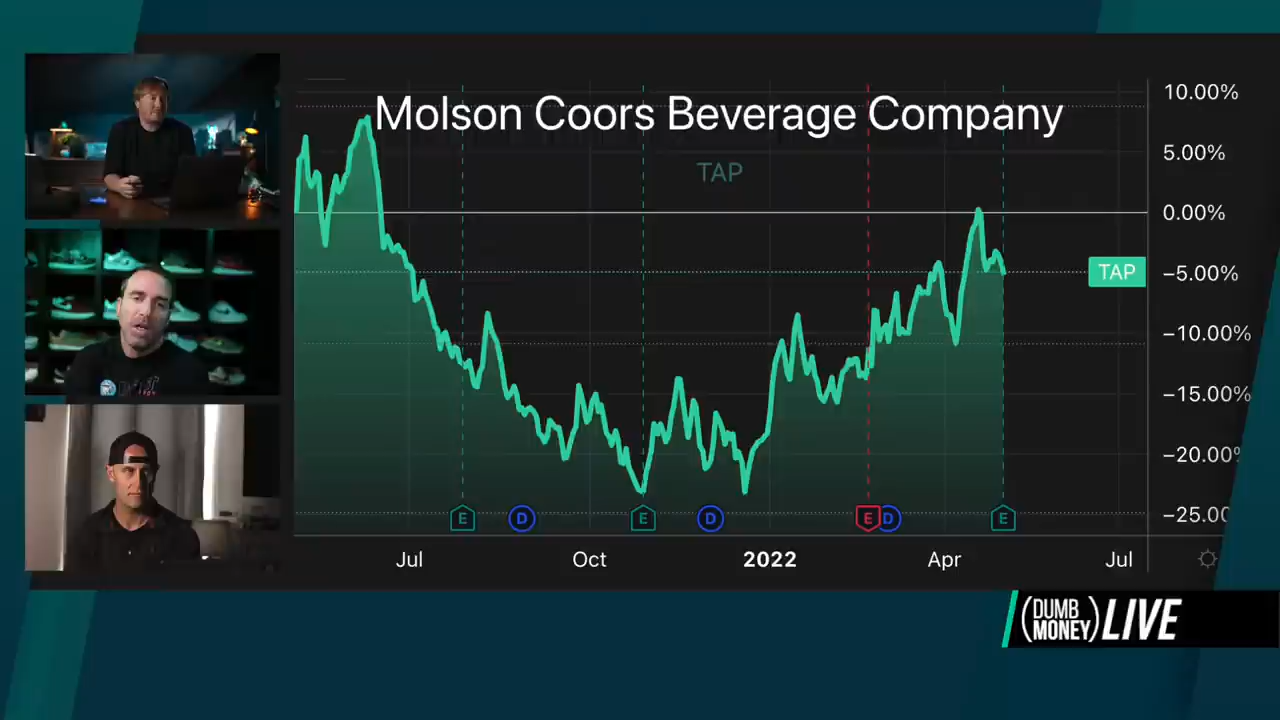 Molson Coors Beverage Company
TAP
10.00%
5.00%
0.00%
TAP
−5.00%
−10.00%
−15.00%
−20.00%
−25.00
E
D
E
D
E
D
E
Jul
Oct
2022
Apr
Jul
(DUMB MONEY) LIVE